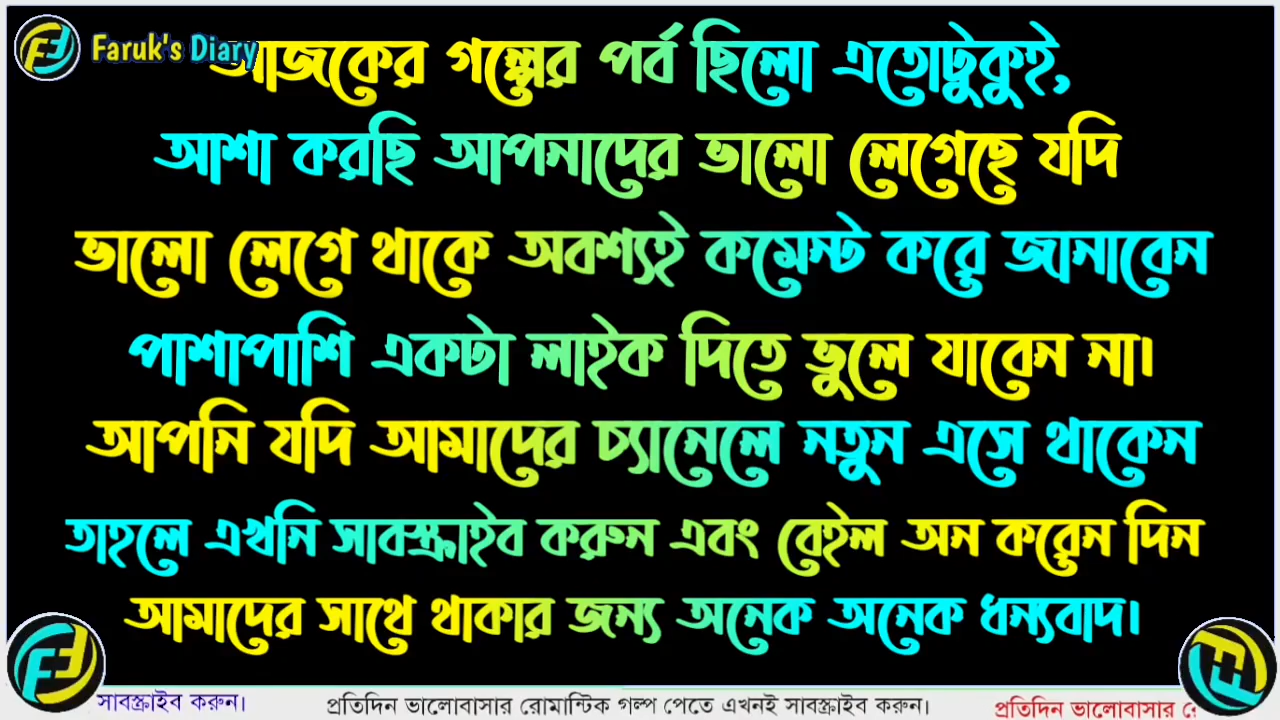 Faruk's Diary
আজকের গল্পের পর্ব ছিলো এতোটুকুই,
আশা করছি আপনাদের ভালো লেগেছে যদি
ভালো লেগে থাকে অবশ্যই কমেন্ট করে জানাবেন
পাশাপাশি একটা লাইক দিতে ভুলে যাবেন না।
আপনি যদি আমাদের চ্যানেলে নতুন এসে থাকেন
তাহলে এখনি সাবস্ক্রাইব করুন এবং বেইল অন করেন দিন
আমাদের সাথে থাকার জন্য অনেক অনেক ধন্যবাদ।
সাবস্ক্রাইব করুন। প্রতিদিন ভালোবাসার রোমান্টিক গল্প পেতে এখনই সাবস্ক্রাইব করুন। প্রতিদিন ভালোবাসার